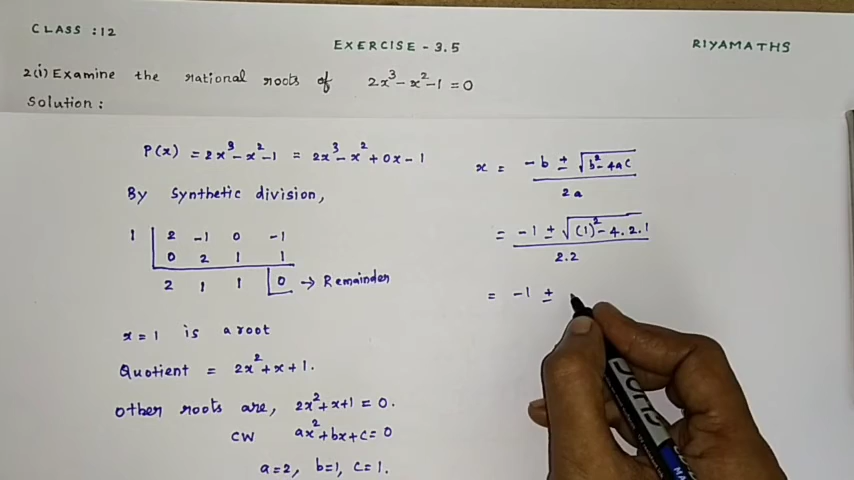 CLASS : 12
EXERCISE - 3.5
RIYAMATHS
2(i) Examine the rational roots of 2x³ - x² - 1 = 0
Solution :
P(x) = 2x³ - x² - 1 = 2x³ - x² + 0x - 1
By Synthetic division,
1 | 2 -1 0 -1
0 2 1 1
2 1 1 | 0 → Remainder
x = 1 is a root
Quotient = 2x² + x + 1.
other roots are, 2x² + x + 1 = 0.
CW ax² + bx + c = 0
a = 2, b = 1, c = 1.
x = -b ± √b² - 4ac
2a
= -1 ± √(1)² - 4.2.1
2.2
= -1 ±